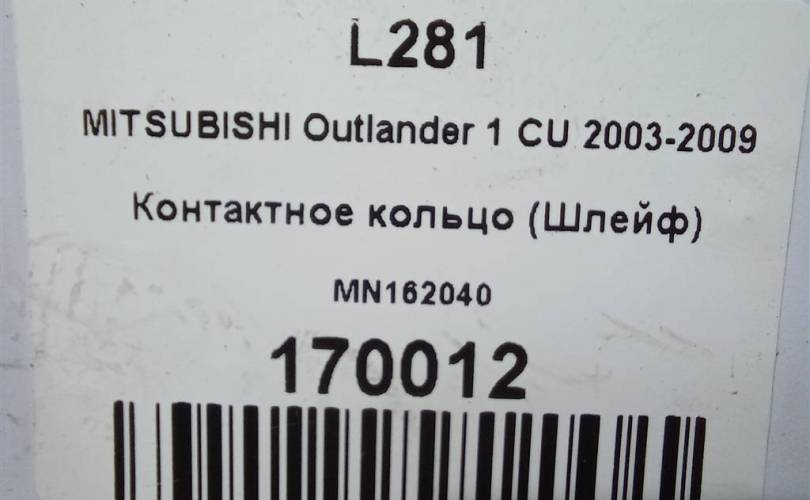 L281
MITSUBISHI Outlander 1 CU 2003-2009
Контактное кольцо (Шлейф)
MN162040
170012